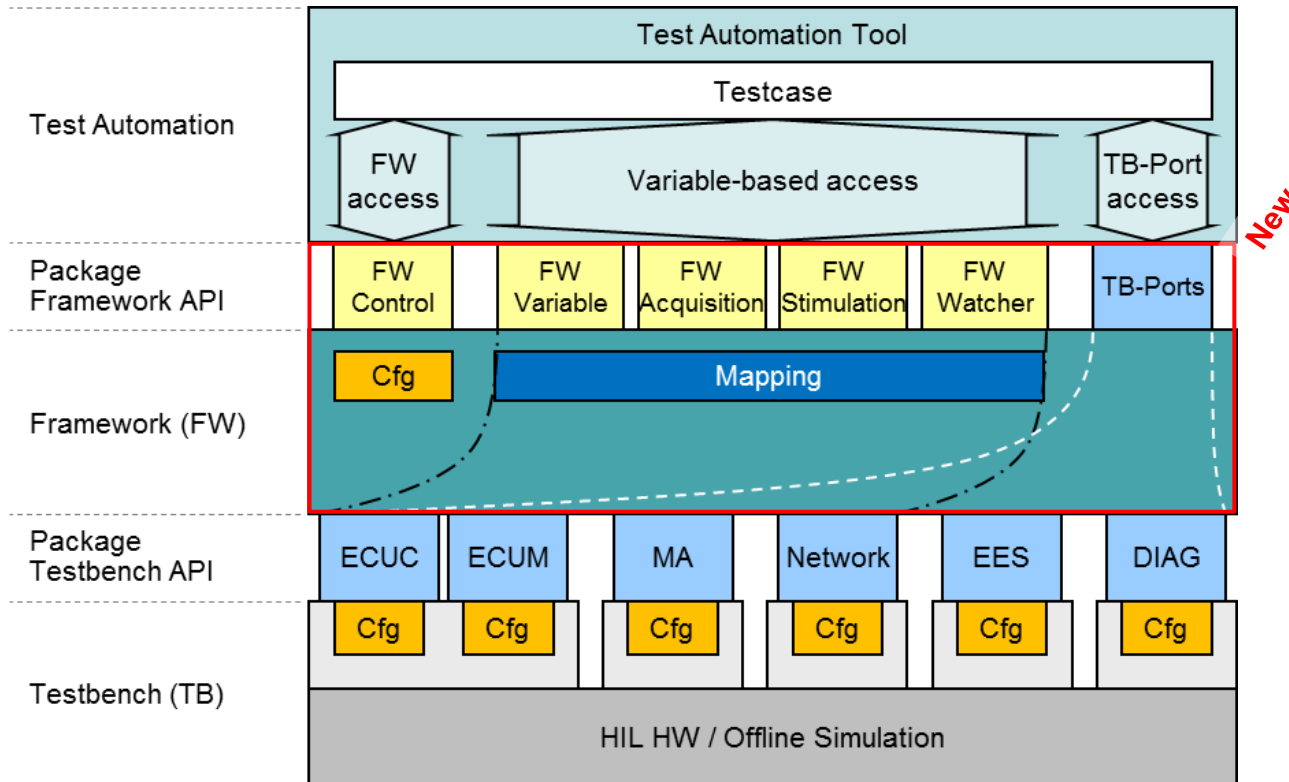 Test Automation Tool
Testcase
Test Automation
FW
access
Variable-based access
TB-Port
access
New
Package
Framework API
FW
Control
FW
Variable
FW
Acquisition
FW
Stimulation
FW
Watcher
TB-Ports
Framework (FW)
Cfg
Mapping
Package
Testbench API
ECUC
ECUM
MA
Network
EES
DIAG
Testbench (TB)
Cfg
Cfg
Cfg
Cfg
Cfg
Cfg
HIL HW / Offline Simulation